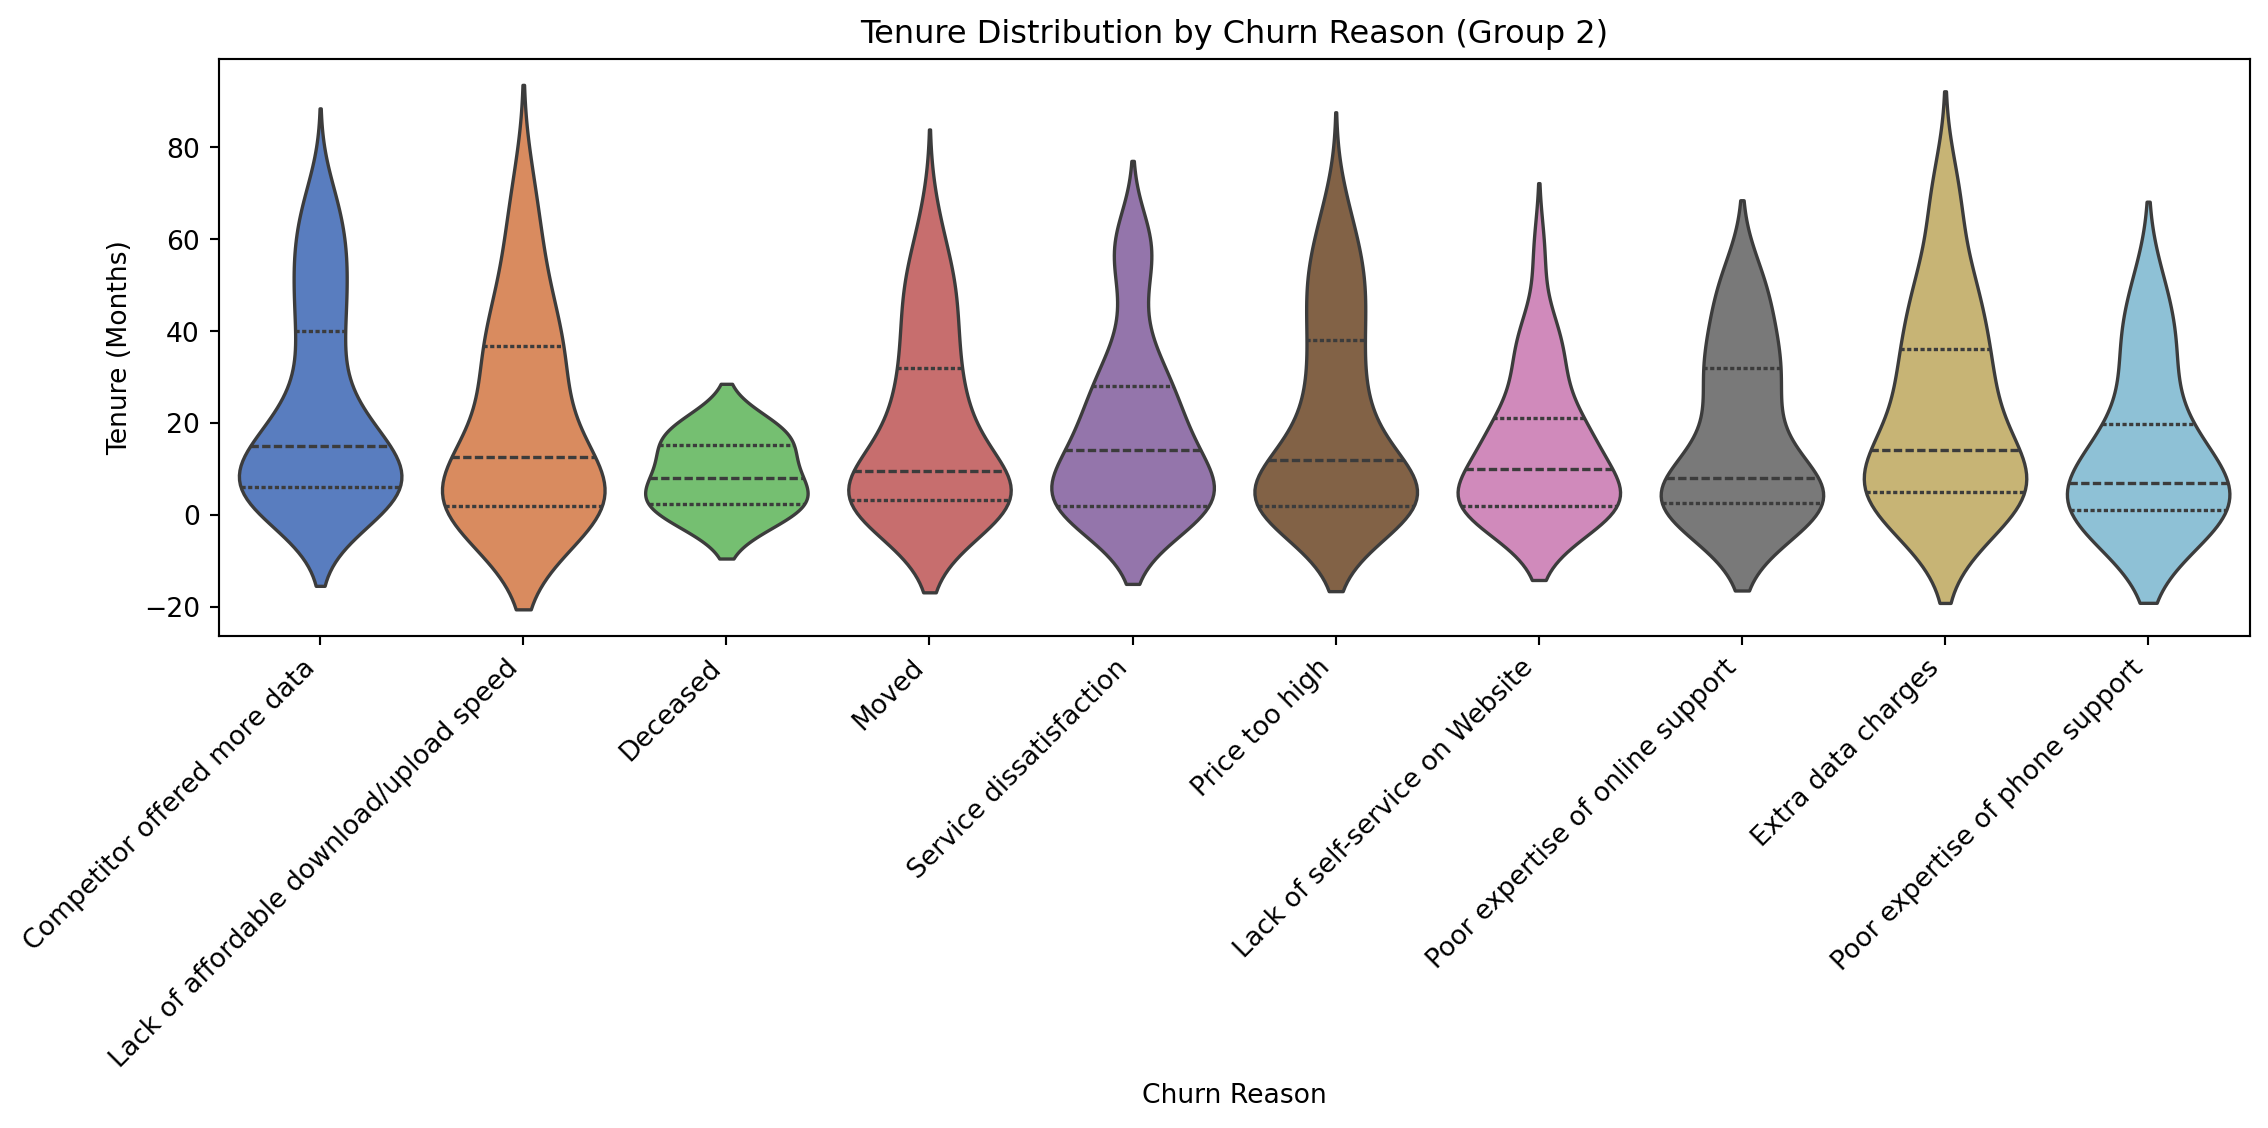 Tenure Distribution by Churn Reason (Group 2)
Tenure (Months)
80
60
40
20
0
−20
Competitor offered more data
Lack of affordable download/upload speed
Deceased
Moved
Service dissatisfaction
Price too high
Lack of self-service on Website
Poor expertise of online support
Extra data charges
Poor expertise of phone support
Churn Reason